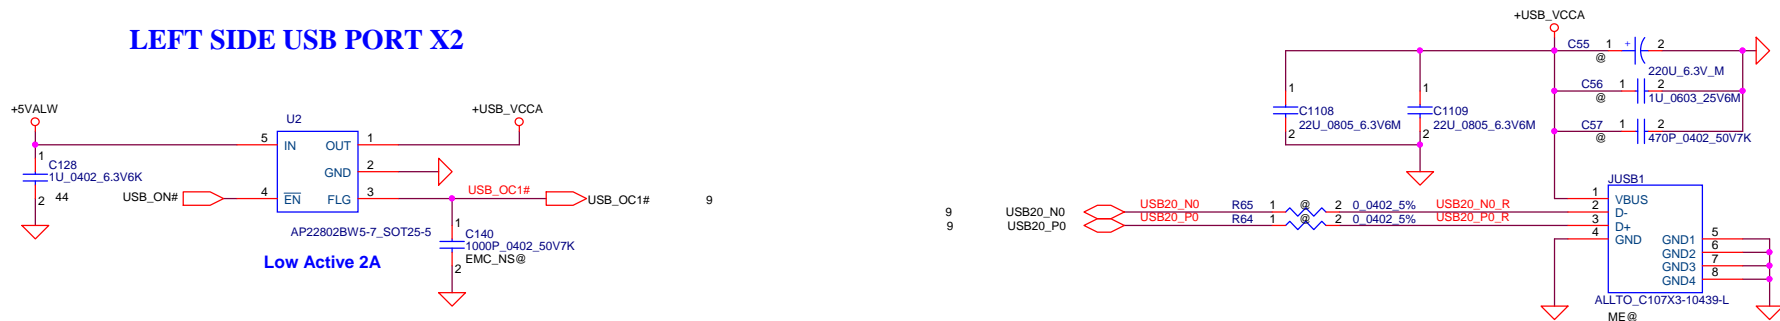 LEFT SIDE USB PORT X2
+5VALW
+USB_VCCA
U2
5 IN OUT 1
GND 2
4 EN FLG 3
1
C128
1U_0402_6.3V6K
2 44
USB_ON#
USB_OC1#
USB_OC1# 9
AP22802BW5-7_SOT25-5
Low Active 2A
1
C140
1000P_0402_50V7K
EMC_NS@
2
+USB_VCCA
C55 1 + 2
@
220U_6.3V_M
C56 1 2
@
1U_0603_25V6M
C57 1 2
@
470P_0402_50V7K
1
C1108
22U_0805_6.3V6M
2
1
C1109
22U_0805_6.3V6M
2
9 USB20_N0 USB20_N0 R65 1 @ 2 0_0402_5% USB20_N0_R
9 USB20_P0 USB20_P0 R64 1 @ 2 0_0402_5% USB20_P0_R
JUSB1
1 VBUS
2 D-
3 D+
4 GND
GND1 5
GND2 6
GND3 7
GND4 8
ALLTO_C107X3-10439-L
ME@